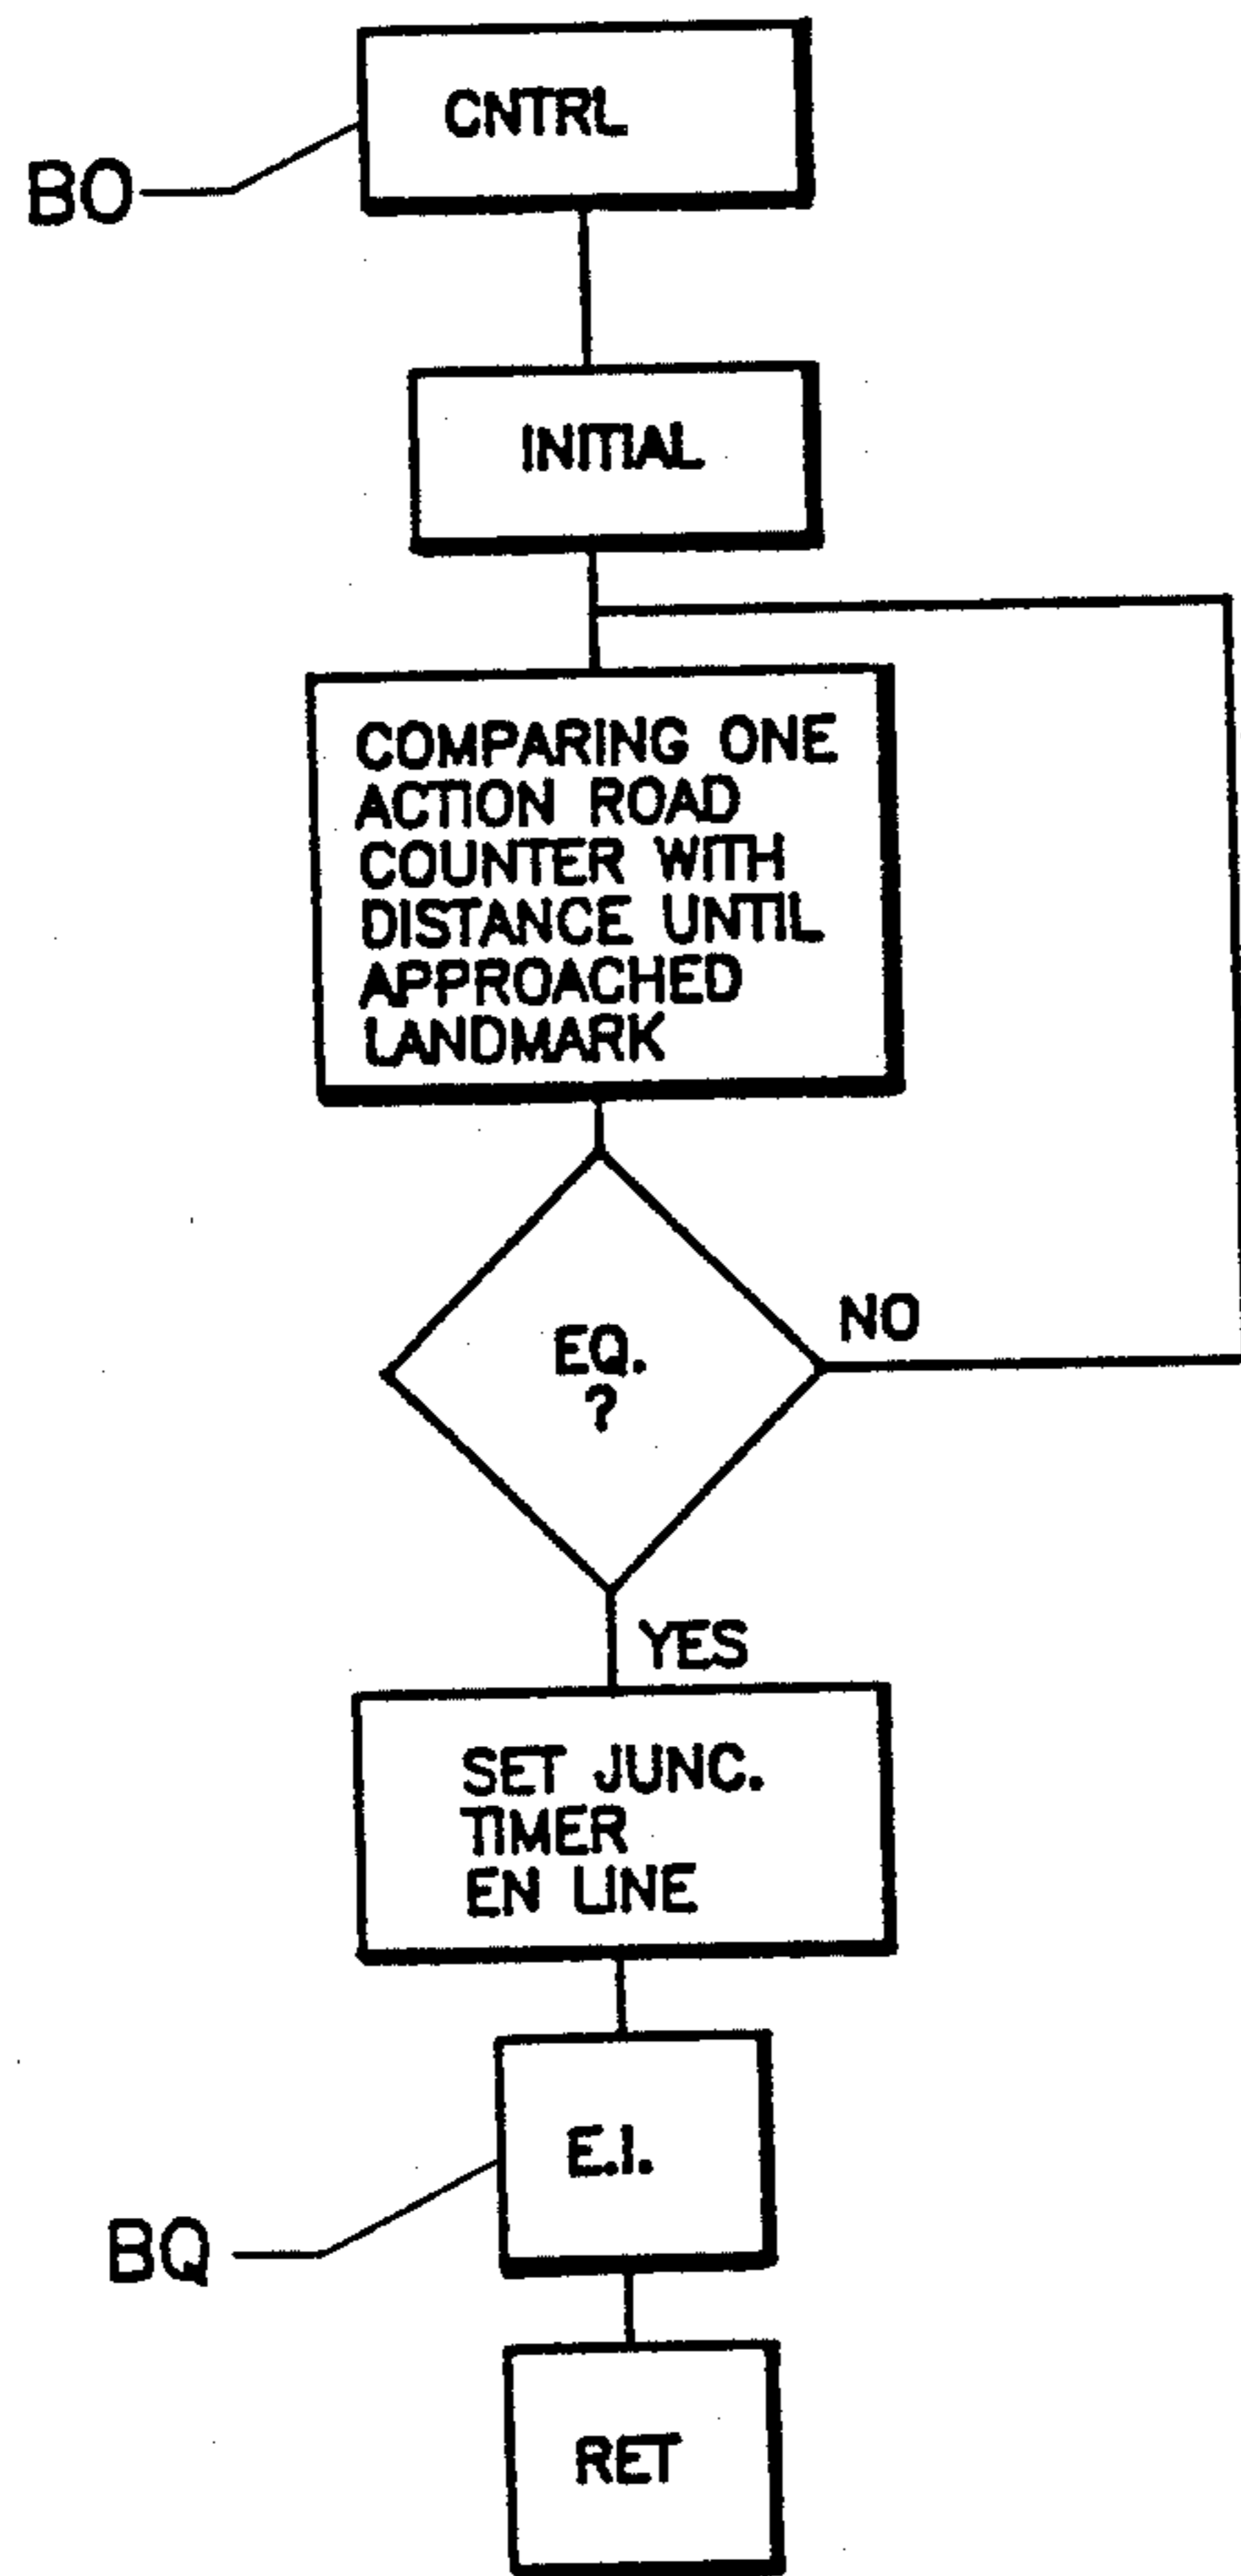 CNTRL
BO
INITIAL
COMPARING ONE
ACTION ROAD
COUNTER WITH
DISTANCE UNTIL
APPROACHED
LANDMARK
EQ.
?
NO
YES
SET JUNC.
TIMER
EN LINE
E.I.
BQ
RET